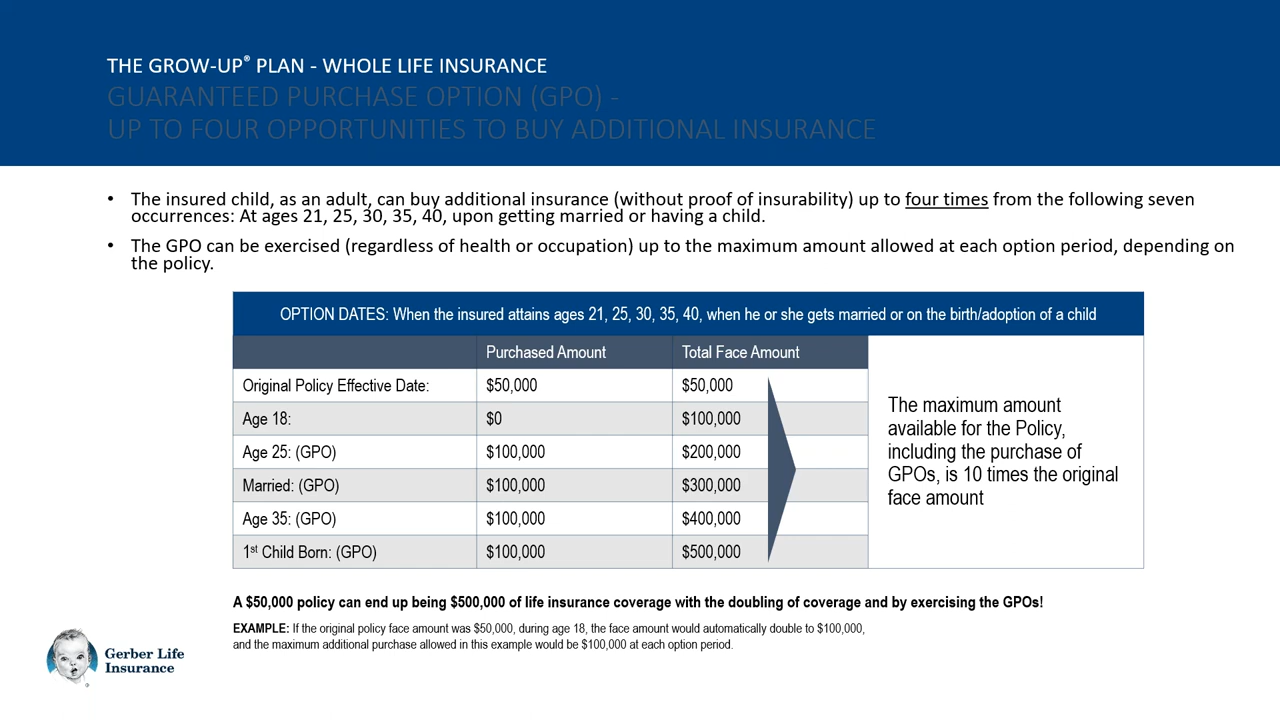 THE GROW-UP® PLAN - WHOLE LIFE INSURANCE
GUARANTEED PURCHASE OPTION (GPO) -
UP TO FOUR OPPORTUNITIES TO BUY ADDITIONAL INSURANCE
• The insured child, as an adult, can buy additional insurance (without proof of insurability) up to four times from the following seven
occurrences: At ages 21, 25, 30, 35, 40, upon getting married or having a child.
• The GPO can be exercised (regardless of health or occupation) up to the maximum amount allowed at each option period, depending on
the policy.
OPTION DATES: When the insured attains ages 21, 25, 30, 35, 40, when he or she gets married or on the birth/adoption of a child
Purchased Amount Total Face Amount
Original Policy Effective Date: $50,000 $50,000
Age 18: $0 $100,000
Age 25: (GPO) $100,000 $200,000
Married: (GPO) $100,000 $300,000
Age 35: (GPO) $100,000 $400,000
1st Child Born: (GPO) $100,000 $500,000
The maximum amount
available for the Policy,
including the purchase of
GPOs, is 10 times the original
face amount
A $50,000 policy can end up being $500,000 of life insurance coverage with the doubling of coverage and by exercising the GPOs!
EXAMPLE: If the original policy face amount was $50,000, during age 18, the face amount would automatically double to $100,000,
and the maximum additional purchase allowed in this example would be $100,000 at each option period.
Gerber Life
Insurance
®